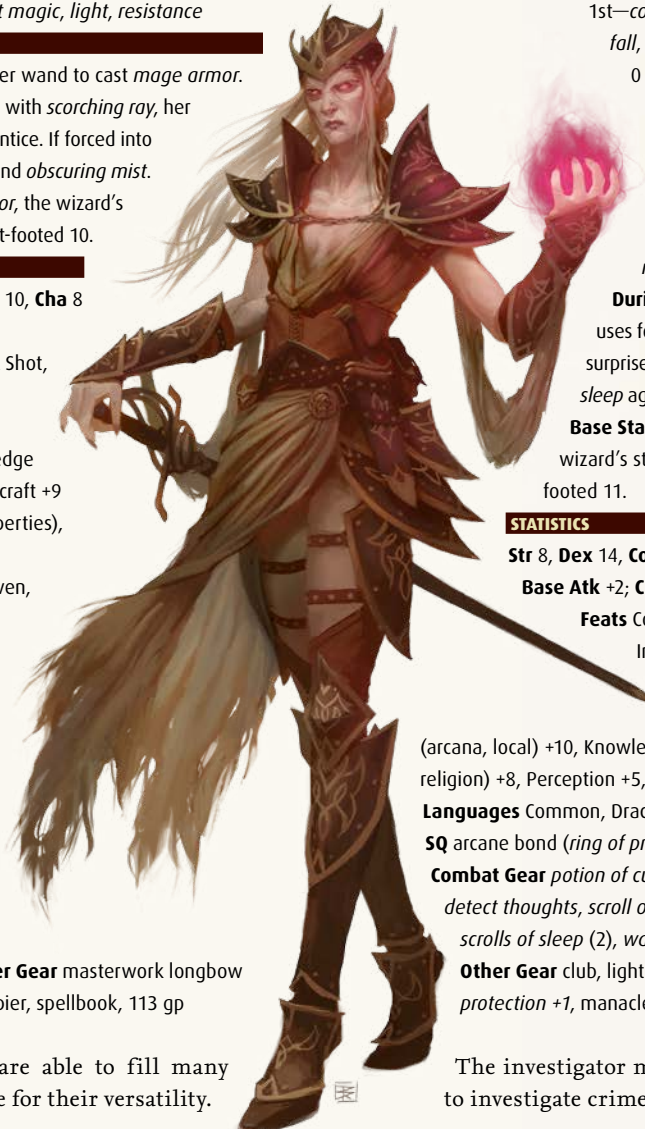 t magic, light, resistance
er wand to cast mage armor.
with scorching ray, her
ntice. If forced into
nd obscuring mist.
or, the wizard's
t-footed 10.
10, Cha 8
Shot,
edge
craft +9
perties),
ven,
er Gear masterwork longbow
pier, spellbook, 113 gp
are able to fill many
e for their versatility.
1st—co
fall,
0
Duri
uses fo
surprise
sleep ag
Base Sta
wizard's st
footed 11.
STATISTICS
Str 8, Dex 14, Co
Base Atk +2; C
Feats Co
In
(arcana, local) +10, Knowle
religion) +8, Perception +5,
Languages Common, Drac
SQ arcane bond (ring of pr
Combat Gear potion of cu
detect thoughts, scroll o
scrolls of sleep (2), wo
Other Gear club, light
protection +1, manacle
The investigator m
to investigate crime